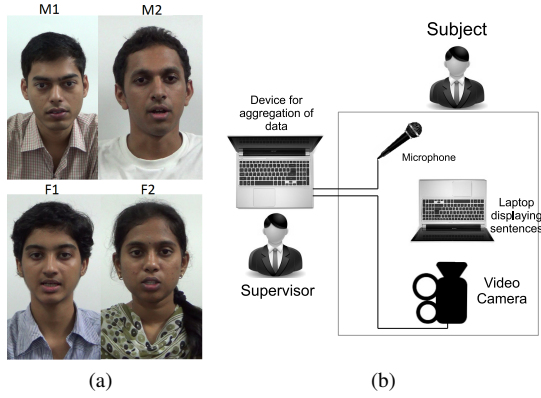 M1 M2
F1 F2
(a)
Subject
Device for
aggregation of
data
Microphone
Laptop
displaying
sentences
Supervisor
Video
Camera
(b)